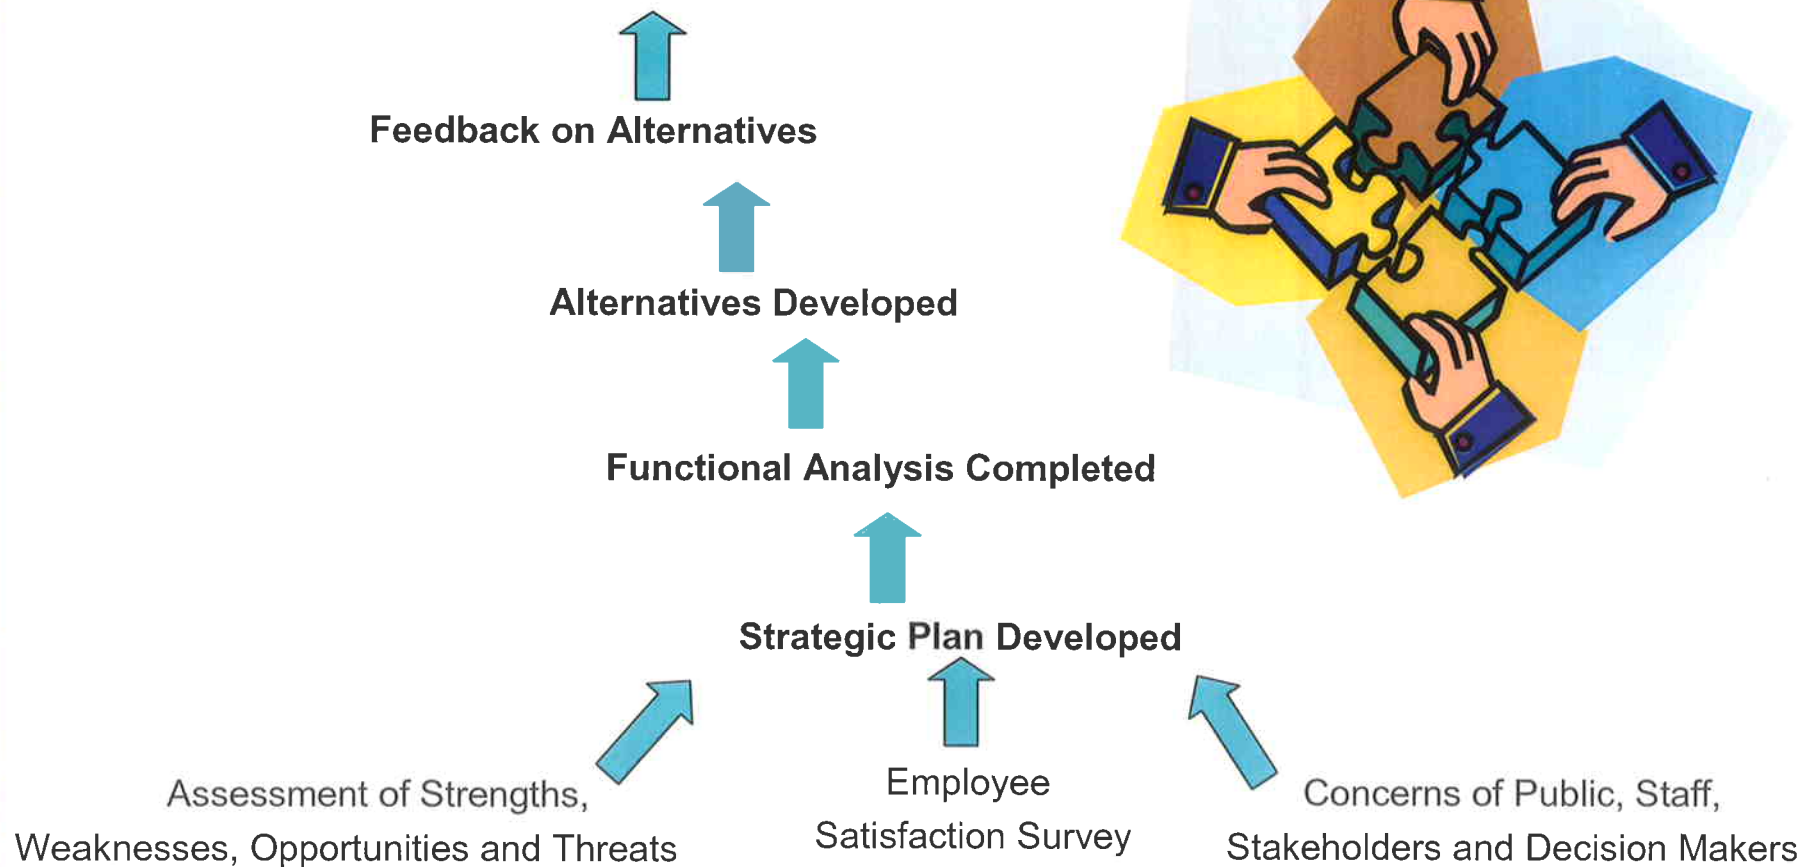 Feedback on Alternatives
Alternatives Developed
Functional Analysis Completed
Strategic Plan Developed
Assessment of Strengths,
Weaknesses, Opportunities and Threats
Employee
Satisfaction Survey
Concerns of Public, Staff,
Stakeholders and Decision Makers